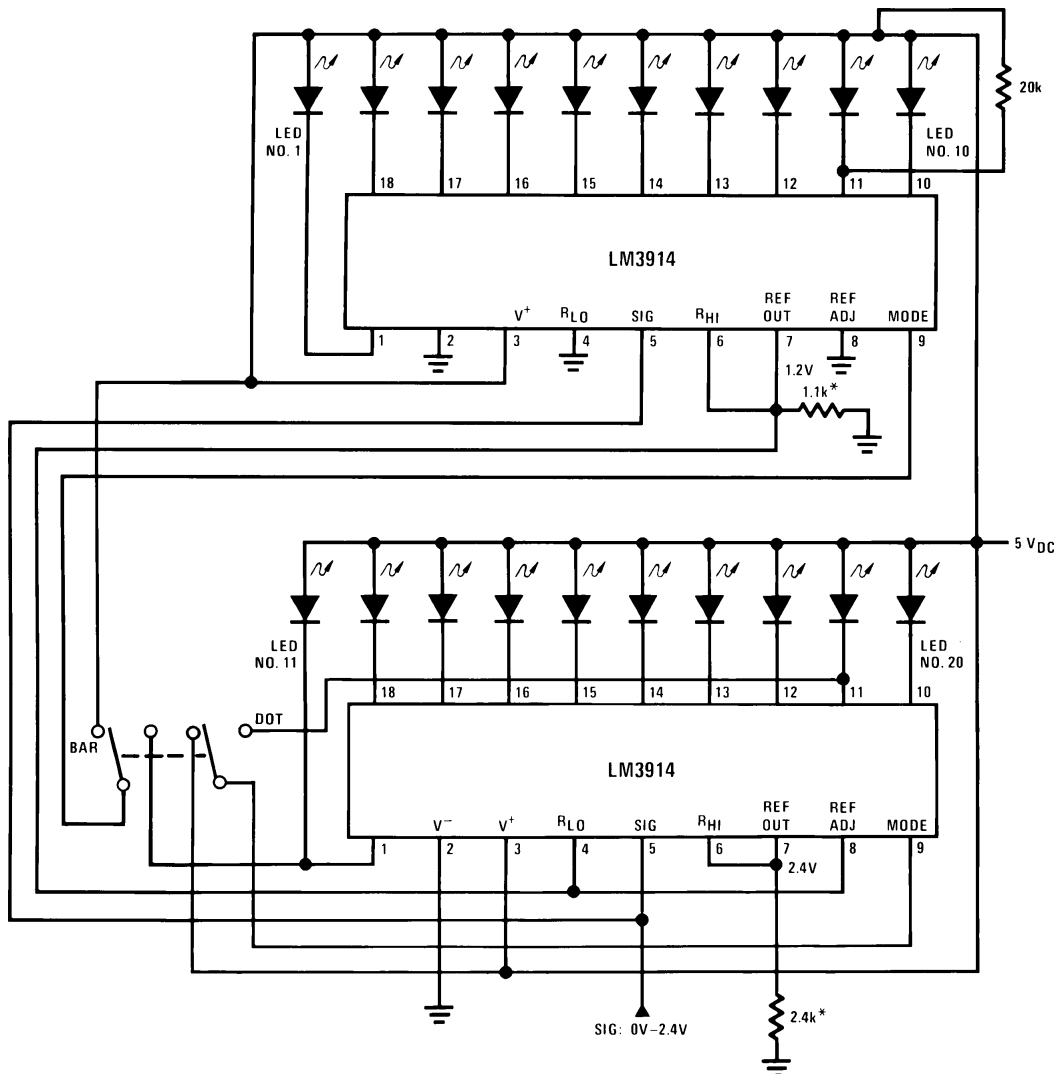 20k
LED
NO. 1
LED
NO. 10
18 17 16 15 14 13 12 11 10
LM3914
V+ RLO SIG RHI REF OUT REF ADJ MODE
1 2 3 4 5 6 7 8 9
1.2V
1.1k*
5 VDC
LED
NO. 11
LED
NO. 20
18 17 16 15 14 13 12 11 10
DOT
BAR
LM3914
V− V+ RLO SIG RHI REF OUT REF ADJ MODE
1 2 3 4 5 6 7 8 9
2.4V
2.4k*
SIG: 0V−2.4V